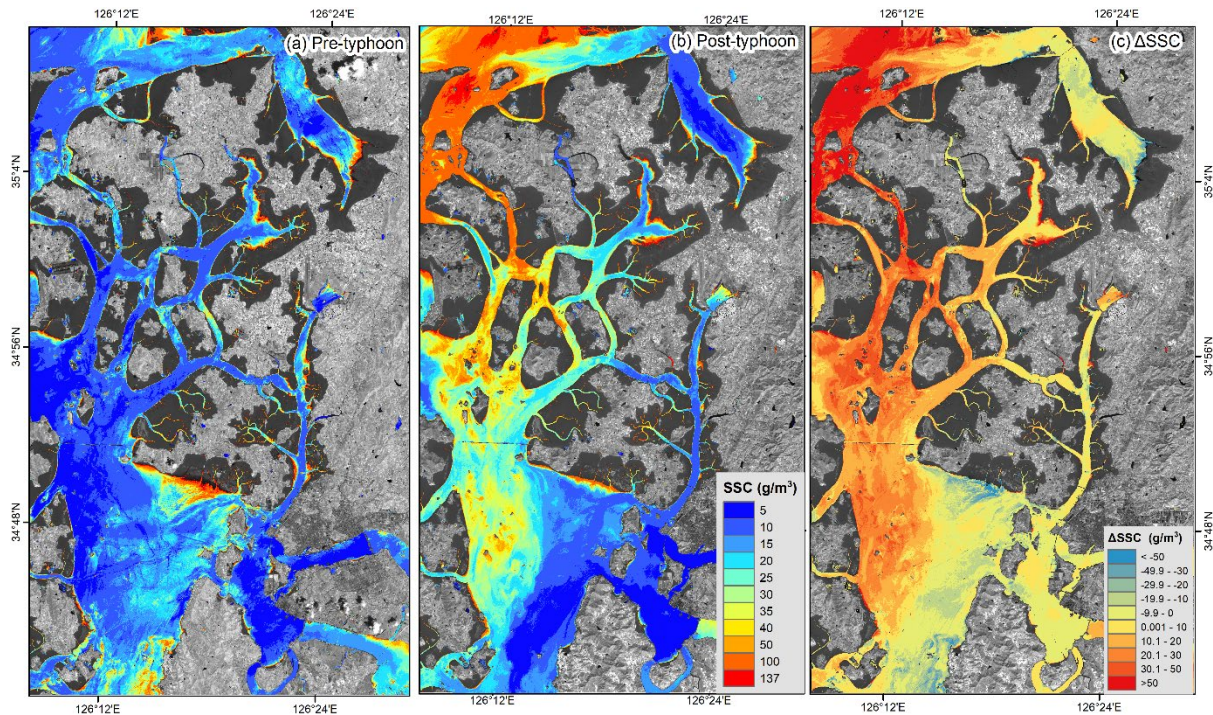 126°12'E
126°24'E
126°12'E
126°24'E
126°12'E
126°24'E
(a) Pre-typhoon
(b) Post-typhoon
(c) ΔSSC
35°4'N
35°4'N
34°56'N
34°56'N
34°48'N
34°48'N
SSC (g/m³)
5
10
15
20
25
30
35
40
50
100
137
ΔSSC (g/m³)
< -50
-49.9 - -30
-29.9 - -20
-19.9 - -10
-9.9 - 0
0.001 - 10
10.1 - 20
20.1 - 30
30.1 - 50
>50
126°12'E
126°24'E
126°12'E
126°24'E
126°12'E
126°24'E